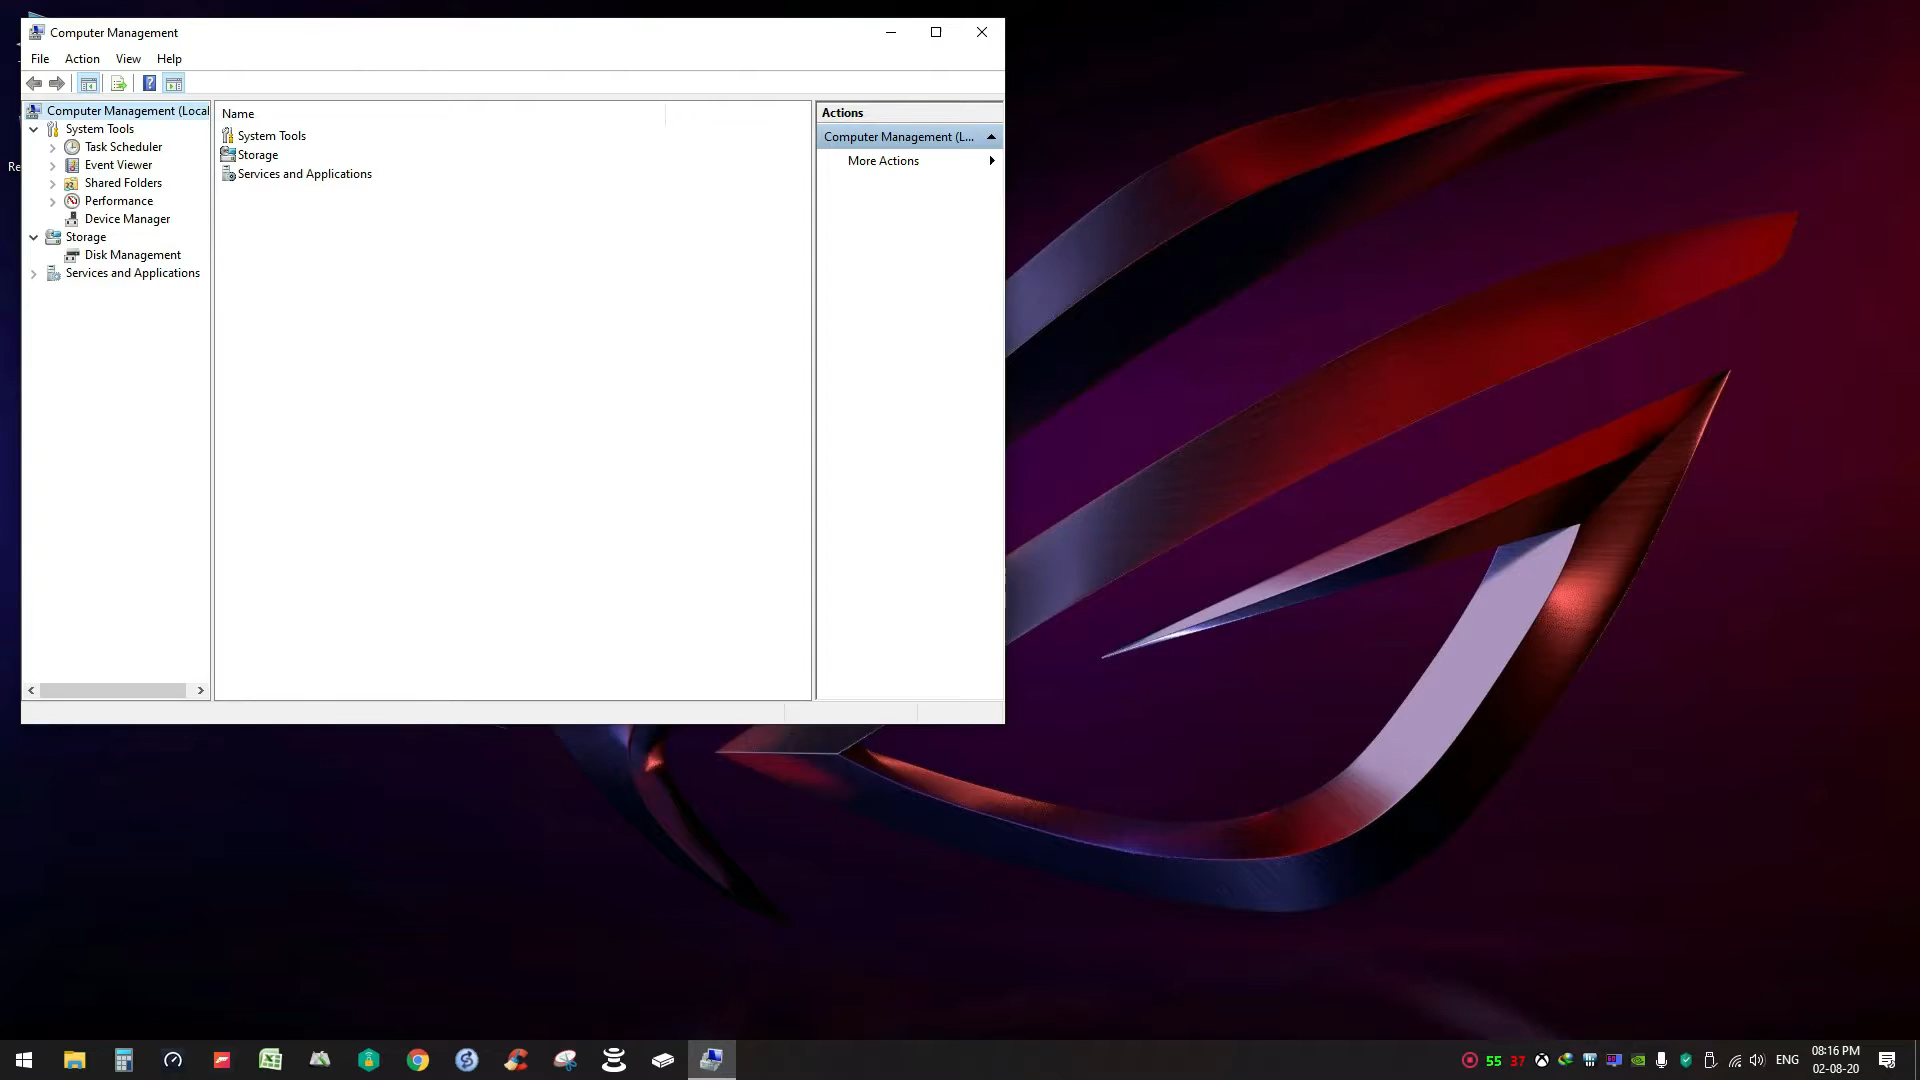 Computer Management
File Action View Help
Computer Management (Local
System Tools
Task Scheduler
Event Viewer
Shared Folders
Performance
Device Manager
Storage
Disk Management
Services and Applications
Name
System Tools
Storage
Services and Applications
Actions
Computer Management (L...
More Actions
Re
55 37 ENG
08:16 PM
02-08-20